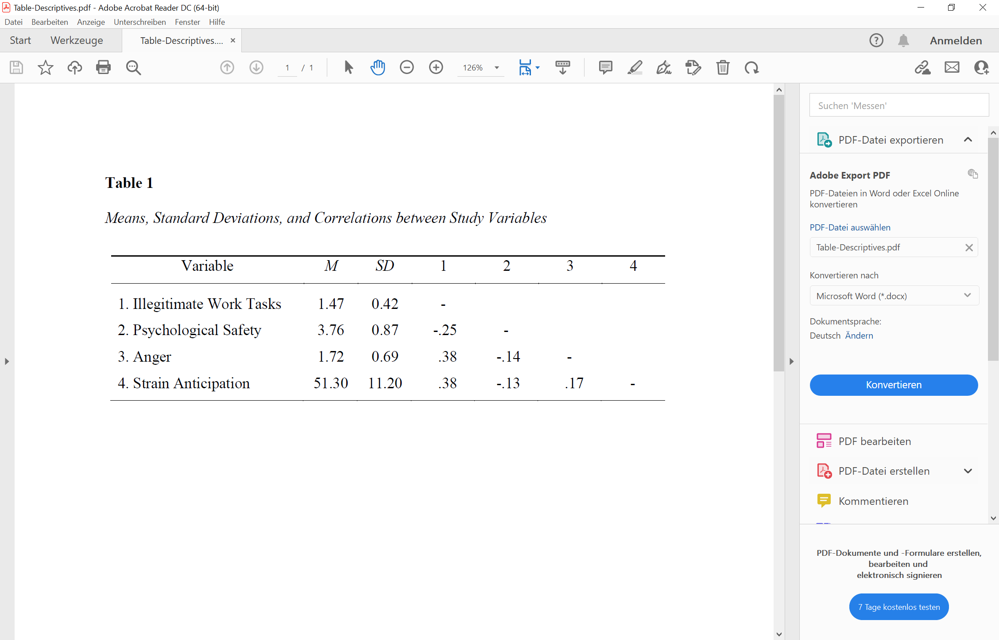 Table-Descriptives.pdf - Adobe Acrobat Reader DC (64-bit)
Datei Bearbeiten Anzeige Unterschreiben Fenster Hilfe
Start Werkzeuge Table-Descriptives.... × Anmelden
1 / 1 126%
Table 1
Means, Standard Deviations, and Correlations between Study Variables
Variable M SD 1 2 3 4
1. Illegitimate Work Tasks 1.47 0.42 -
2. Psychological Safety 3.76 0.87 -.25 -
3. Anger 1.72 0.69 .38 -.14 -
4. Strain Anticipation 51.30 11.20 .38 -.13 .17 -
Suchen 'Messen'
PDF-Datei exportieren
Adobe Export PDF
PDF-Dateien in Word oder Excel Online
konvertieren
PDF-Datei auswählen
Table-Descriptives.pdf
Konvertieren nach
Microsoft Word (*.docx)
Dokumentsprache:
Deutsch Ändern
Konvertieren
PDF bearbeiten
PDF-Datei erstellen
Kommentieren
PDF-Dokumente und -Formulare erstellen,
bearbeiten und
elektronisch signieren
7 Tage kostenlos testen